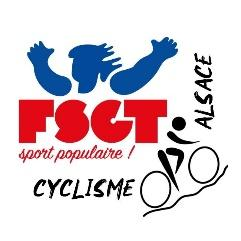 FSGT
sport populaire !
CYCLISME
ALSACE